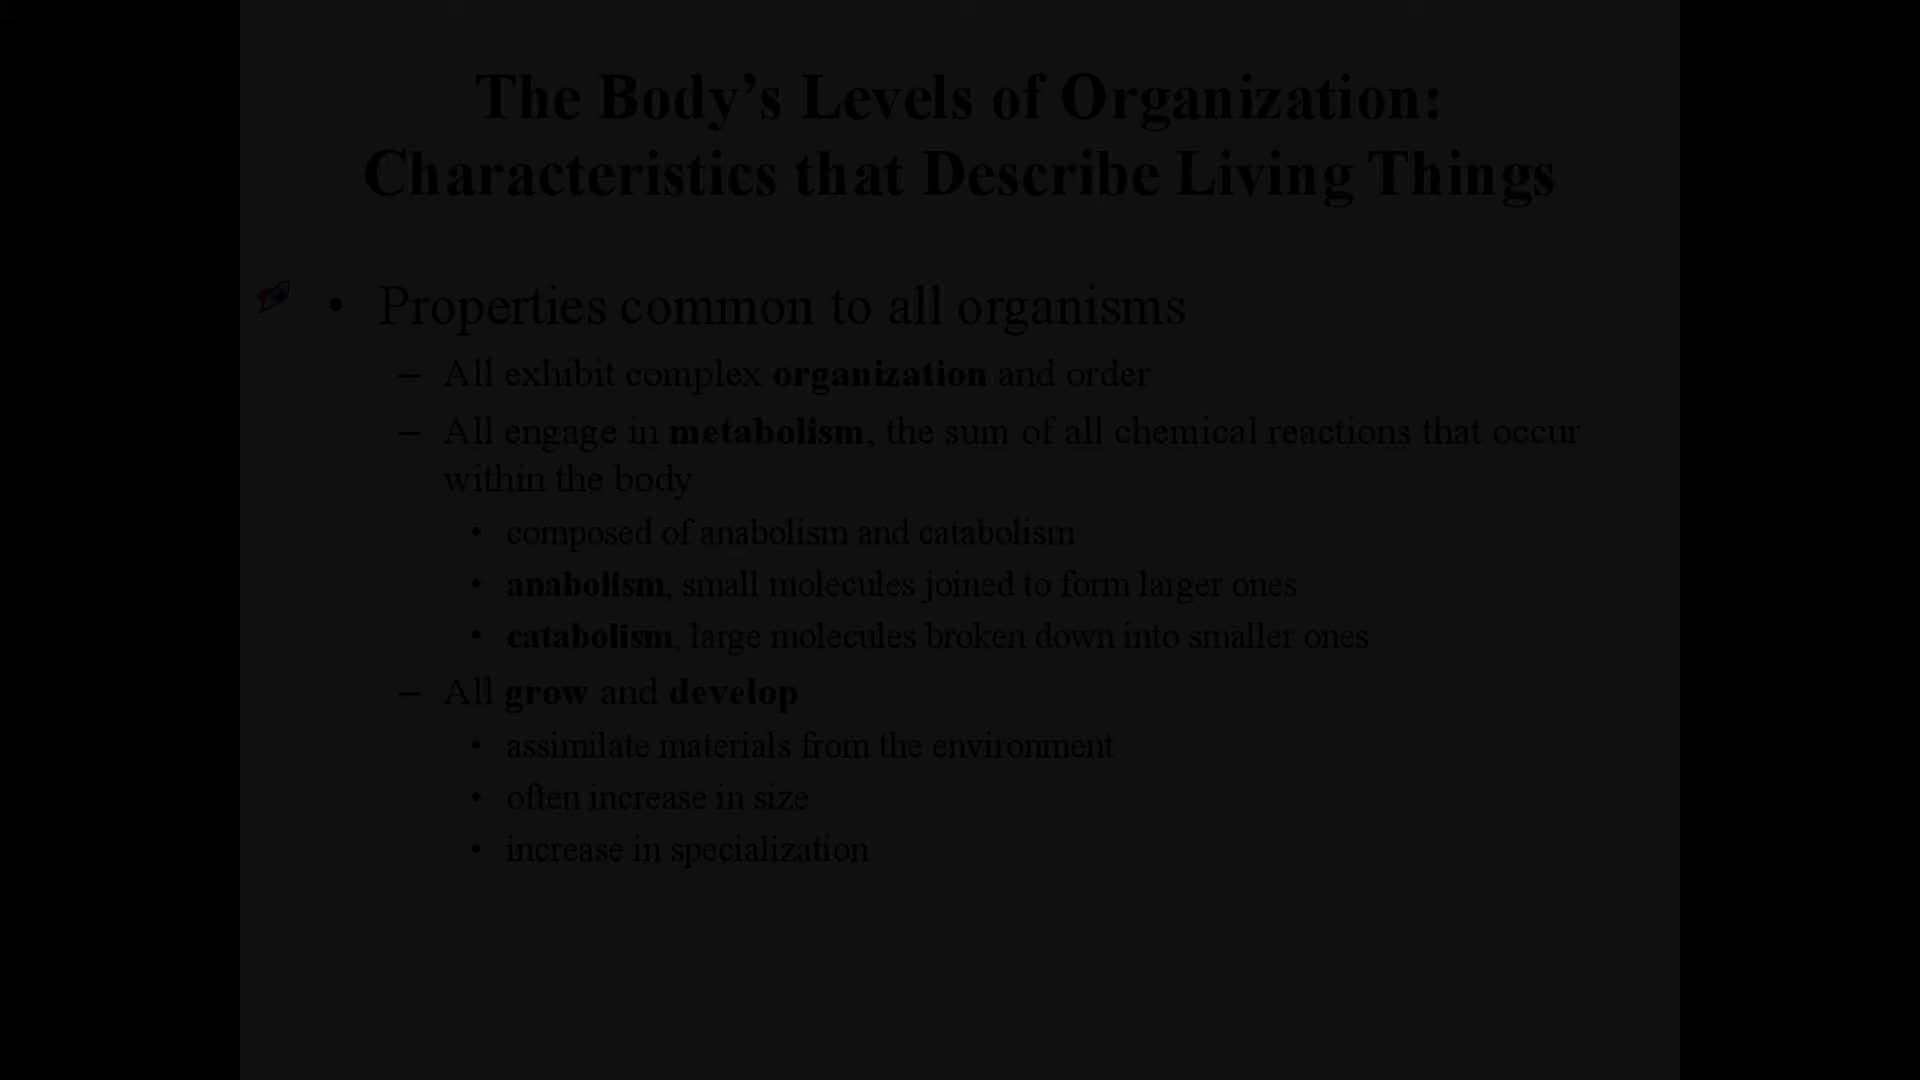 The Body’s Levels of Organization:
Characteristics that Describe Living Things
• Properties common to all organisms
– All exhibit complex organization and order
– All engage in metabolism, the sum of all chemical reactions that occur
within the body
• composed of anabolism and catabolism
• anabolism, small molecules joined to form larger ones
• catabolism, large molecules broken down into smaller ones
– All grow and develop
• assimilate materials from the environment
• often increase in size
• increase in specialization